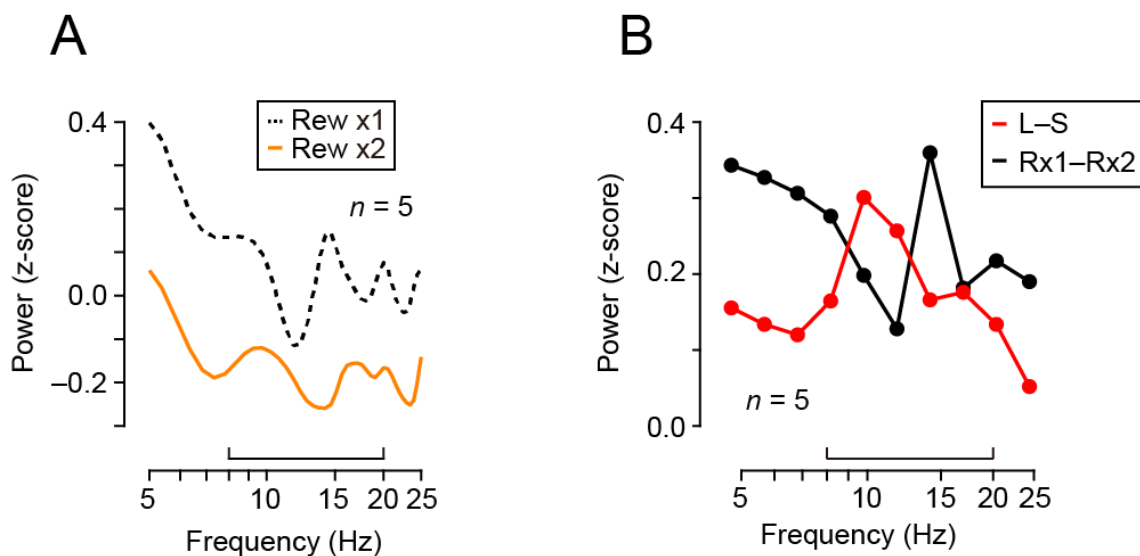 A
Rew x1
Rew x2
n = 5
Power (z-score)
0.4
0.0
–0.2
5 10 15 20 25
Frequency (Hz)
B
L–S
Rx1–Rx2
n = 5
Power (z-score)
0.4
0.2
0.0
5 10 15 20 25
Frequency (Hz)